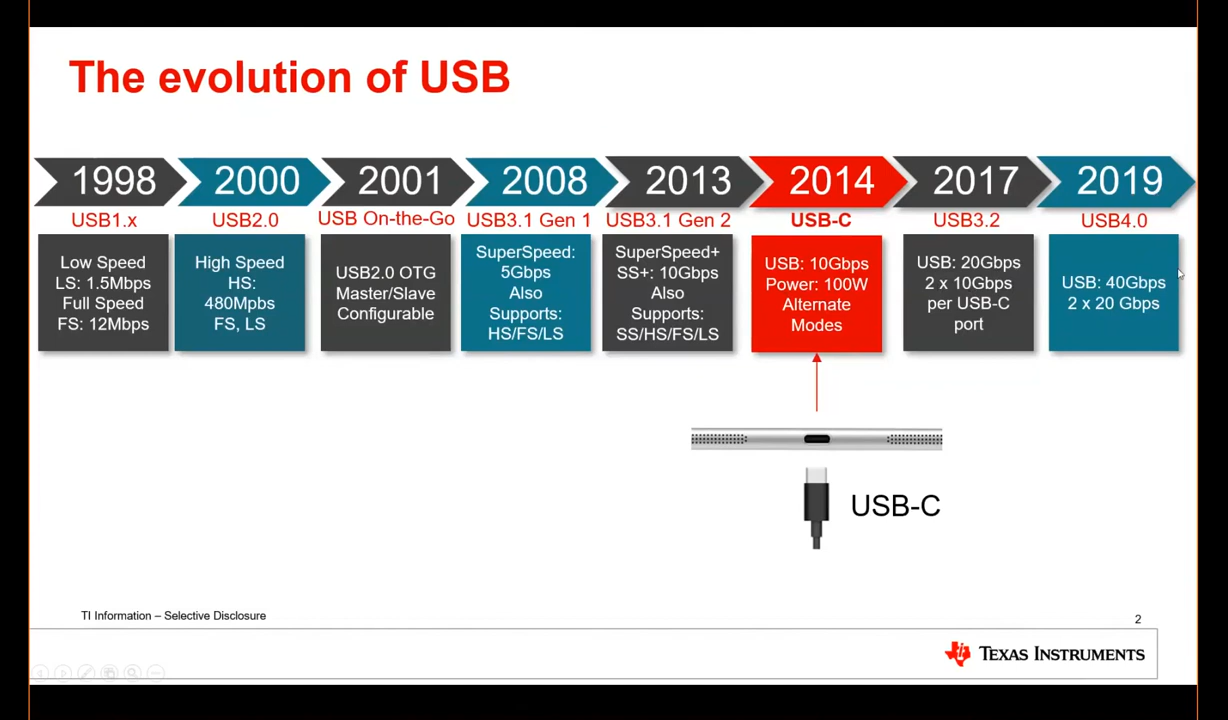 The evolution of USB
1998
2000
2001
2008
2013
2014
2017
2019
USB1.x
USB2.0
USB On-the-Go
USB3.1 Gen 1
USB3.1 Gen 2
USB-C
USB3.2
USB4.0
Low Speed
LS: 1.5Mbps
Full Speed
FS: 12Mbps
High Speed
HS:
480Mpbs
FS, LS
USB2.0 OTG
Master/Slave
Configurable
SuperSpeed:
5Gbps
Also
Supports:
HS/FS/LS
SuperSpeed+
SS+: 10Gbps
Also
Supports:
SS/HS/FS/LS
USB: 10Gbps
Power: 100W
Alternate
Modes
USB: 20Gbps
2 x 10Gbps
per USB-C
port
USB: 40Gbps
2 x 20 Gbps
USB-C
TI Information – Selective Disclosure
2
TEXAS INSTRUMENTS